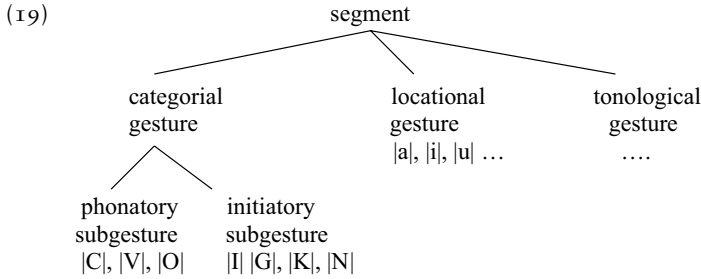 (19) segment
categorial locational tonological
gesture gesture gesture
|a|, |i|, |u| … ….
phonatory initiatory
subgesture subgesture
|C|, |V|, |O| |I| |G|, |K|, |N|